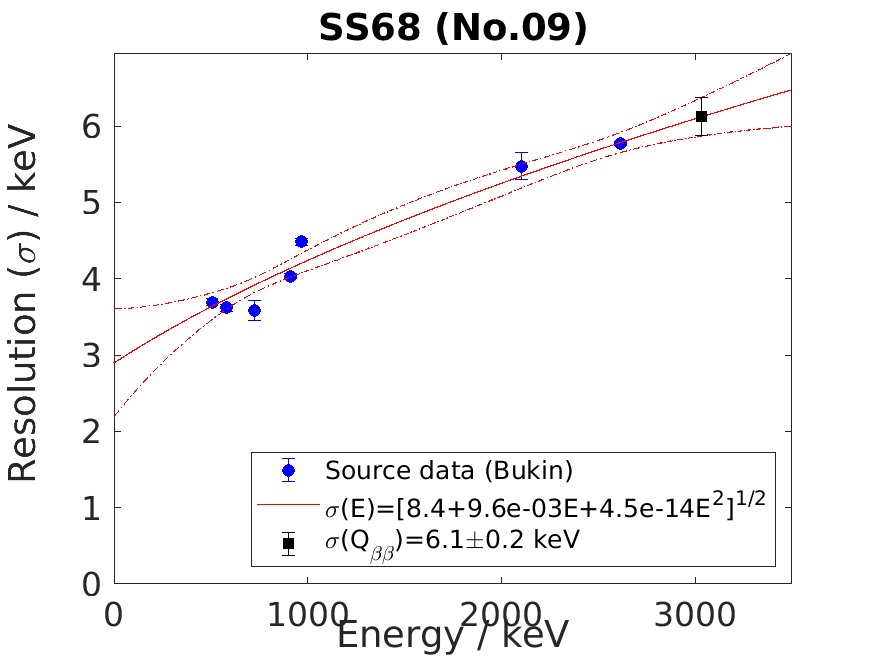 SS68 (No.09)
Resolution (σ) / keV
6
5
4
3
2
1
0
Source data (Bukin)
σ(E)=[8.4+9.6e-03E+4.5e-14E²]^1/2
σ(Q_ββ)=6.1±0.2 keV
0 1000 2000 3000
Energy / keV